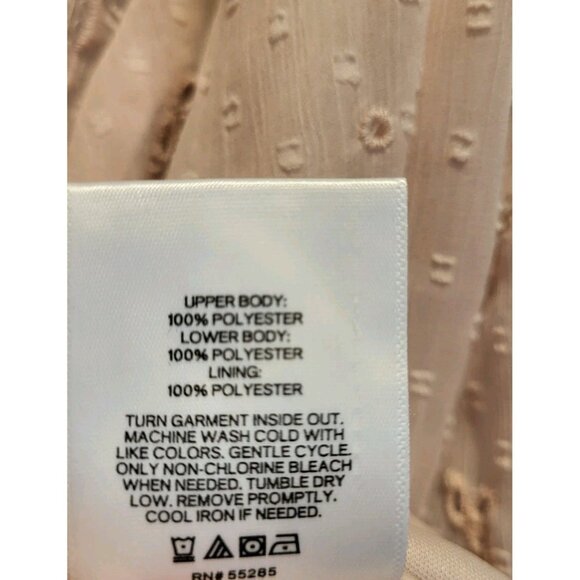 UPPER BODY:
100% POLYESTER
LOWER BODY:
100% POLYESTER
LINING:
100% POLYESTER
TURN GARMENT INSIDE OUT.
MACHINE WASH COLD WITH
LIKE COLORS. GENTLE CYCLE.
ONLY NON-CHLORINE BLEACH
WHEN NEEDED. TUMBLE DRY
LOW. REMOVE PROMPTLY.
COOL IRON IF NEEDED.
RN# 55285